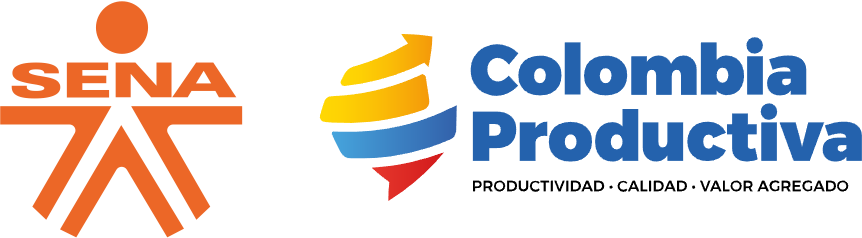 SENA
Colombia
Productiva
PRODUCTIVIDAD · CALIDAD · VALOR AGREGADO